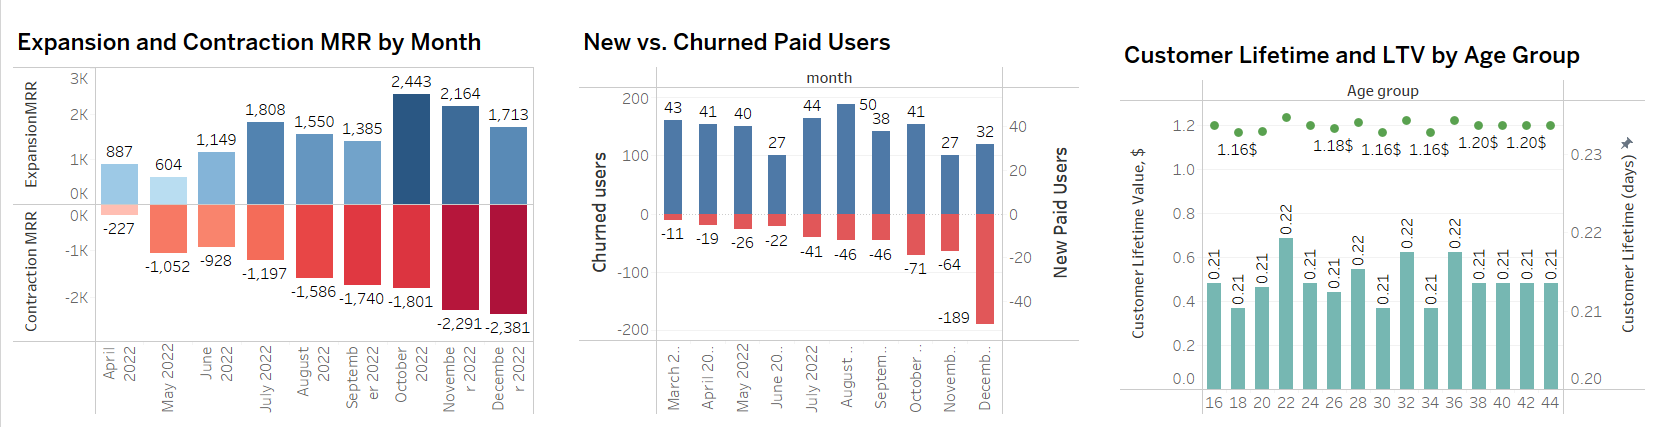 Expansion and Contraction MRR by Month
ExpansionMRR
3K
2K
1K
0K
887
604
1,149
1,808
1,550
1,385
2,443
2,164
1,713
Contraction MRR
0K
-1K
-2K
-227
-1,052
-928
-1,197
-1,586
-1,740
-1,801
-2,291
-2,381
April
2022
May 2022
June
2022
July 2022
August
2022
Septemb
er 2022
October
2022
Novembe
r 2022
Decembe
r 2022
New vs. Churned Paid Users
month
Churned users
200
100
0
-100
-200
43
41
40
27
44
50
38
41
27
32
-11
-19
-26
-22
-41
-46
-46
-71
-64
-189
40
20
0
-20
-40
New Paid Users
March 2..
April 20..
May 2022
June 20..
July 2022
August ..
Septem..
October ..
Novemb..
Decemb..
Customer Lifetime and LTV by Age Group
Age group
Customer Lifetime Value, $
1.2
1.0
0.8
0.6
0.4
0.2
0.0
1.16$
1.18$
1.16$
1.16$
1.20$
1.20$
0.21
0.21
0.21
0.22
0.21
0.21
0.22
0.21
0.22
0.21
0.22
0.21
0.21
0.21
0.21
0.23
0.22
0.21
0.20
Customer Lifetime (days)
16 18 20 22 24 26 28 30 32 34 36 38 40 42 44